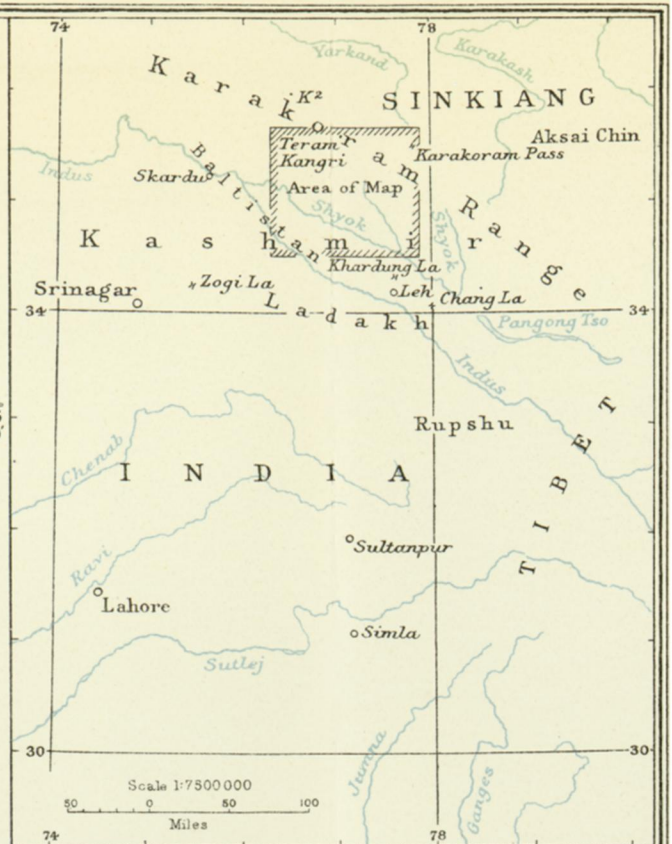 74
78
Yarkand
Karakash
Karakoram Range
K²
SINKIANG
Teram
Kangri
Aksai Chin
Karakoram Pass
Indus
Baltistan
Skardu
Area of Map
Shyok
Shyok
Kashmir
Khardung La
Zogi La
Srinagar
Leh
Chang La
Ladakh
34
34
Pangong Tso
Indus
Rupshu
TIBET
Chenab
INDIA
Sultanpur
Ravi
Lahore
Simla
Sutlej
30
30
Jumna
Ganges
Scale 1:7500000
50 0 50 100
Miles
74
78